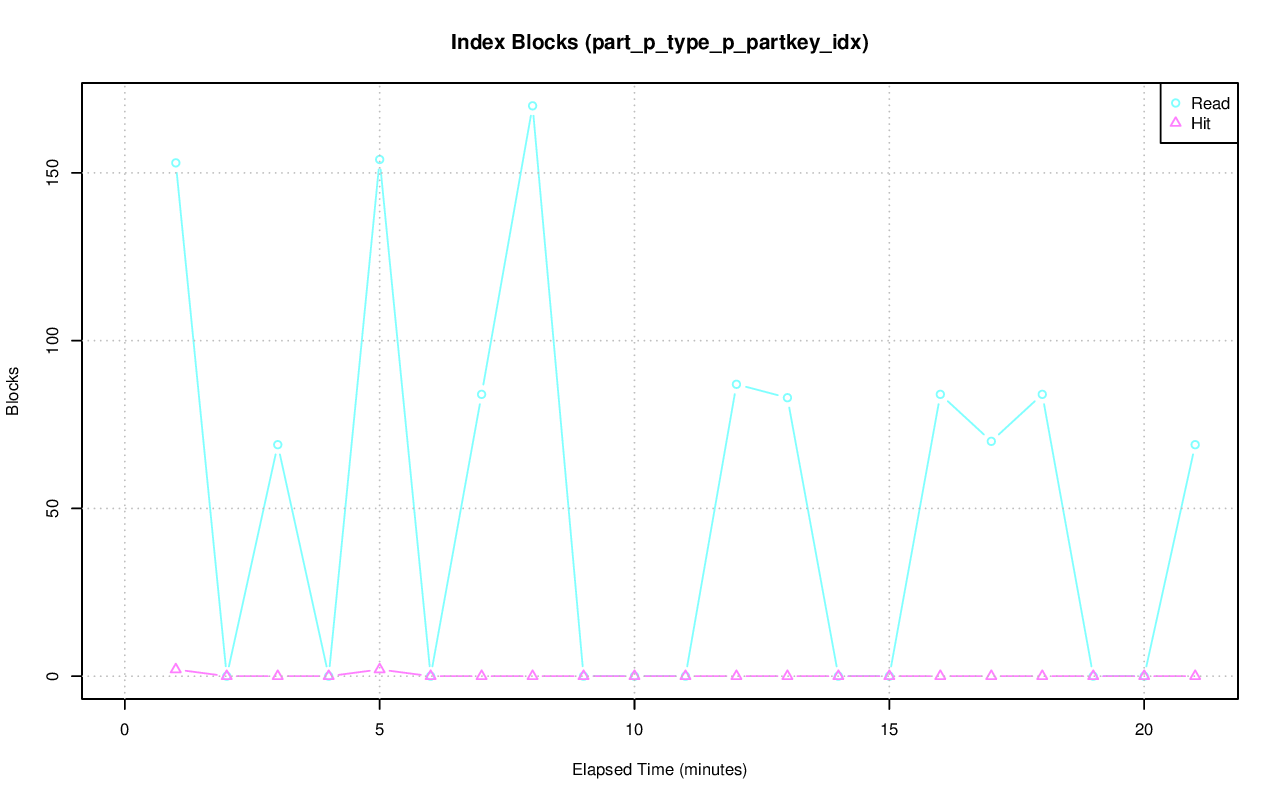 Index Blocks (part_p_type_p_partkey_idx)
Read
Hit
Blocks
150
100
50
0
0 5 10 15 20
Elapsed Time (minutes)